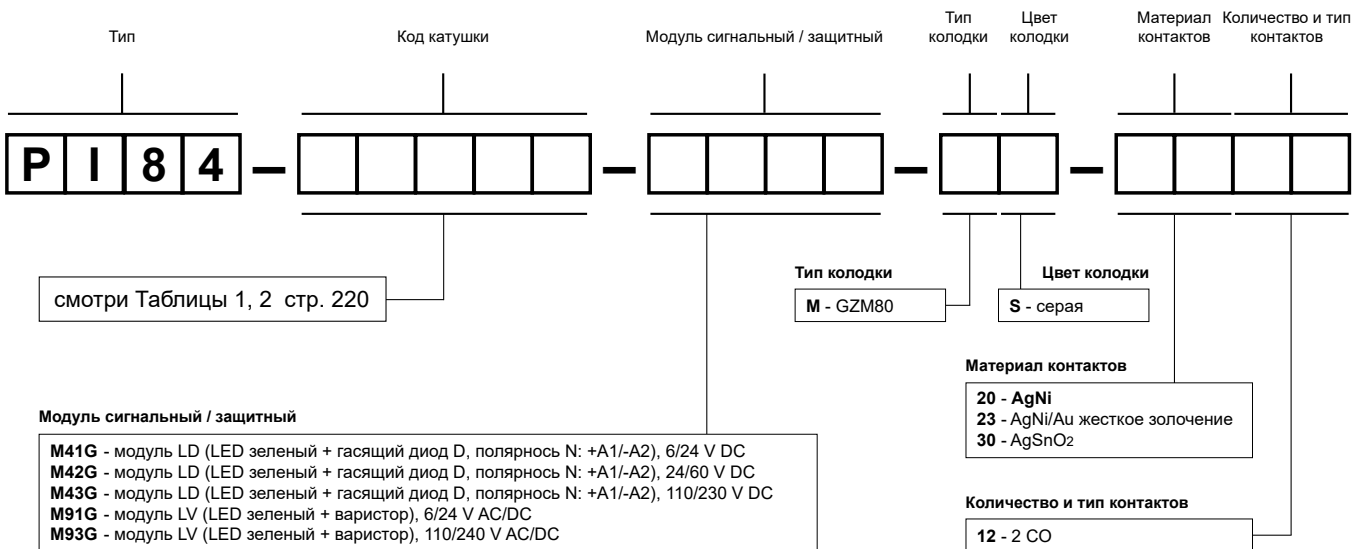 Тип
Код катушки
Модуль сигнальный / защитный
Тип
колодки
Цвет
колодки
Материал
контактов
Количество и тип
контактов
P I 8 4 – – – –
смотри Таблицы 1, 2 стр. 220
Тип колодки
M - GZM80
Цвет колодки
S - серая
Материал контактов
20 - AgNi
23 - AgNi/Au жесткое золочение
30 - AgSnO2
Модуль сигнальный / защитный
M41G - модуль LD (LED зеленый + гасящий диод D, полярнось N: +A1/-A2), 6/24 V DC
M42G - модуль LD (LED зеленый + гасящий диод D, полярнось N: +A1/-A2), 24/60 V DC
M43G - модуль LD (LED зеленый + гасящий диод D, полярнось N: +A1/-A2), 110/230 V DC
M91G - модуль LV (LED зеленый + варистор), 6/24 V AC/DC
M93G - модуль LV (LED зеленый + варистор), 110/240 V AC/DC
Количество и тип контактов
12 - 2 CO